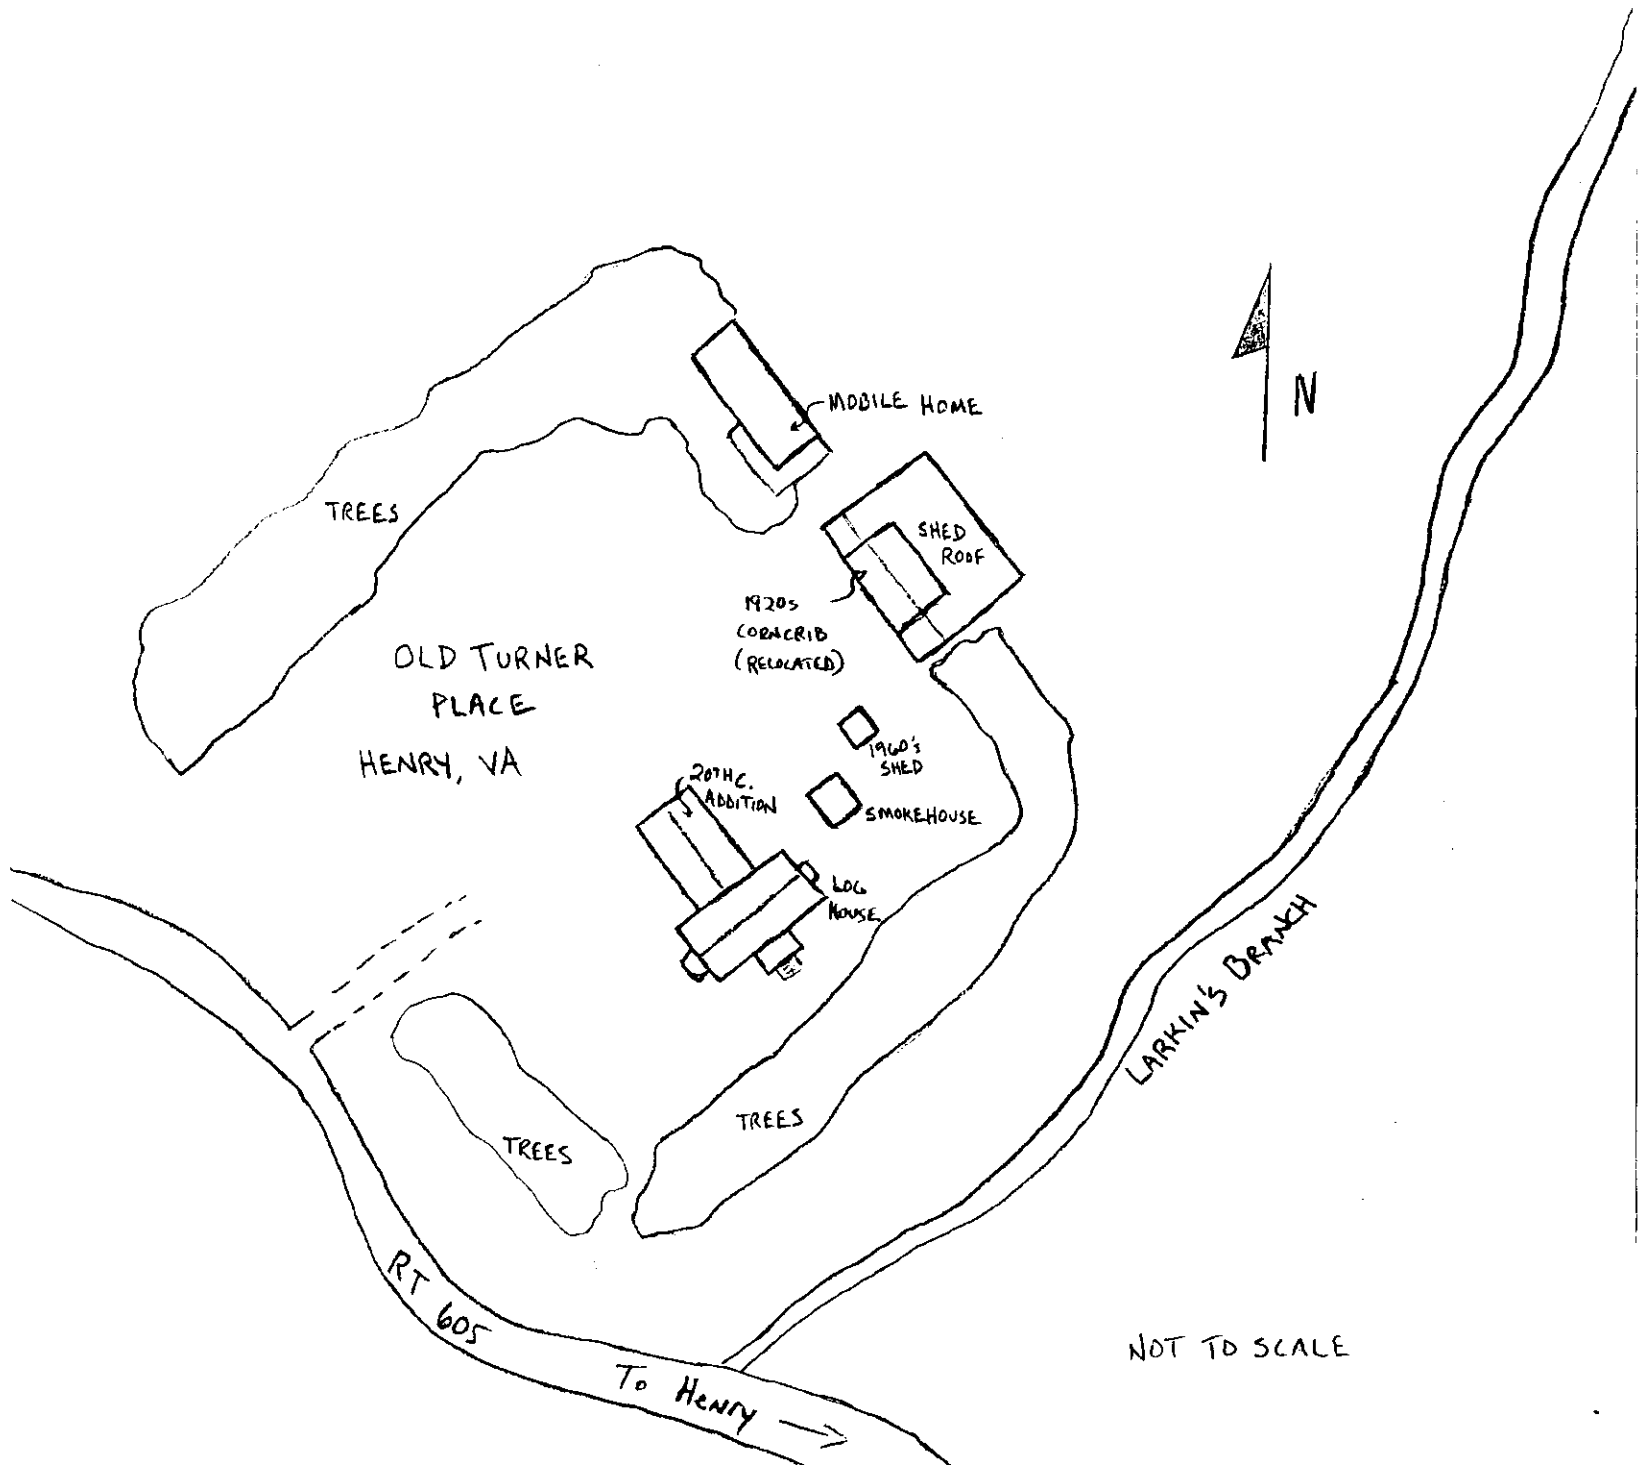 MOBILE HOME
N
TREES
SHED
ROOF
1920s
CORNCRIB
(RELOCATED)
OLD TURNER
PLACE
HENRY, VA
1960's
SHED
20TH C.
ADDITION
SMOKEHOUSE
LOG
HOUSE
LARKIN'S BRANCH
TREES
TREES
RT 605
To Henry
NOT TO SCALE